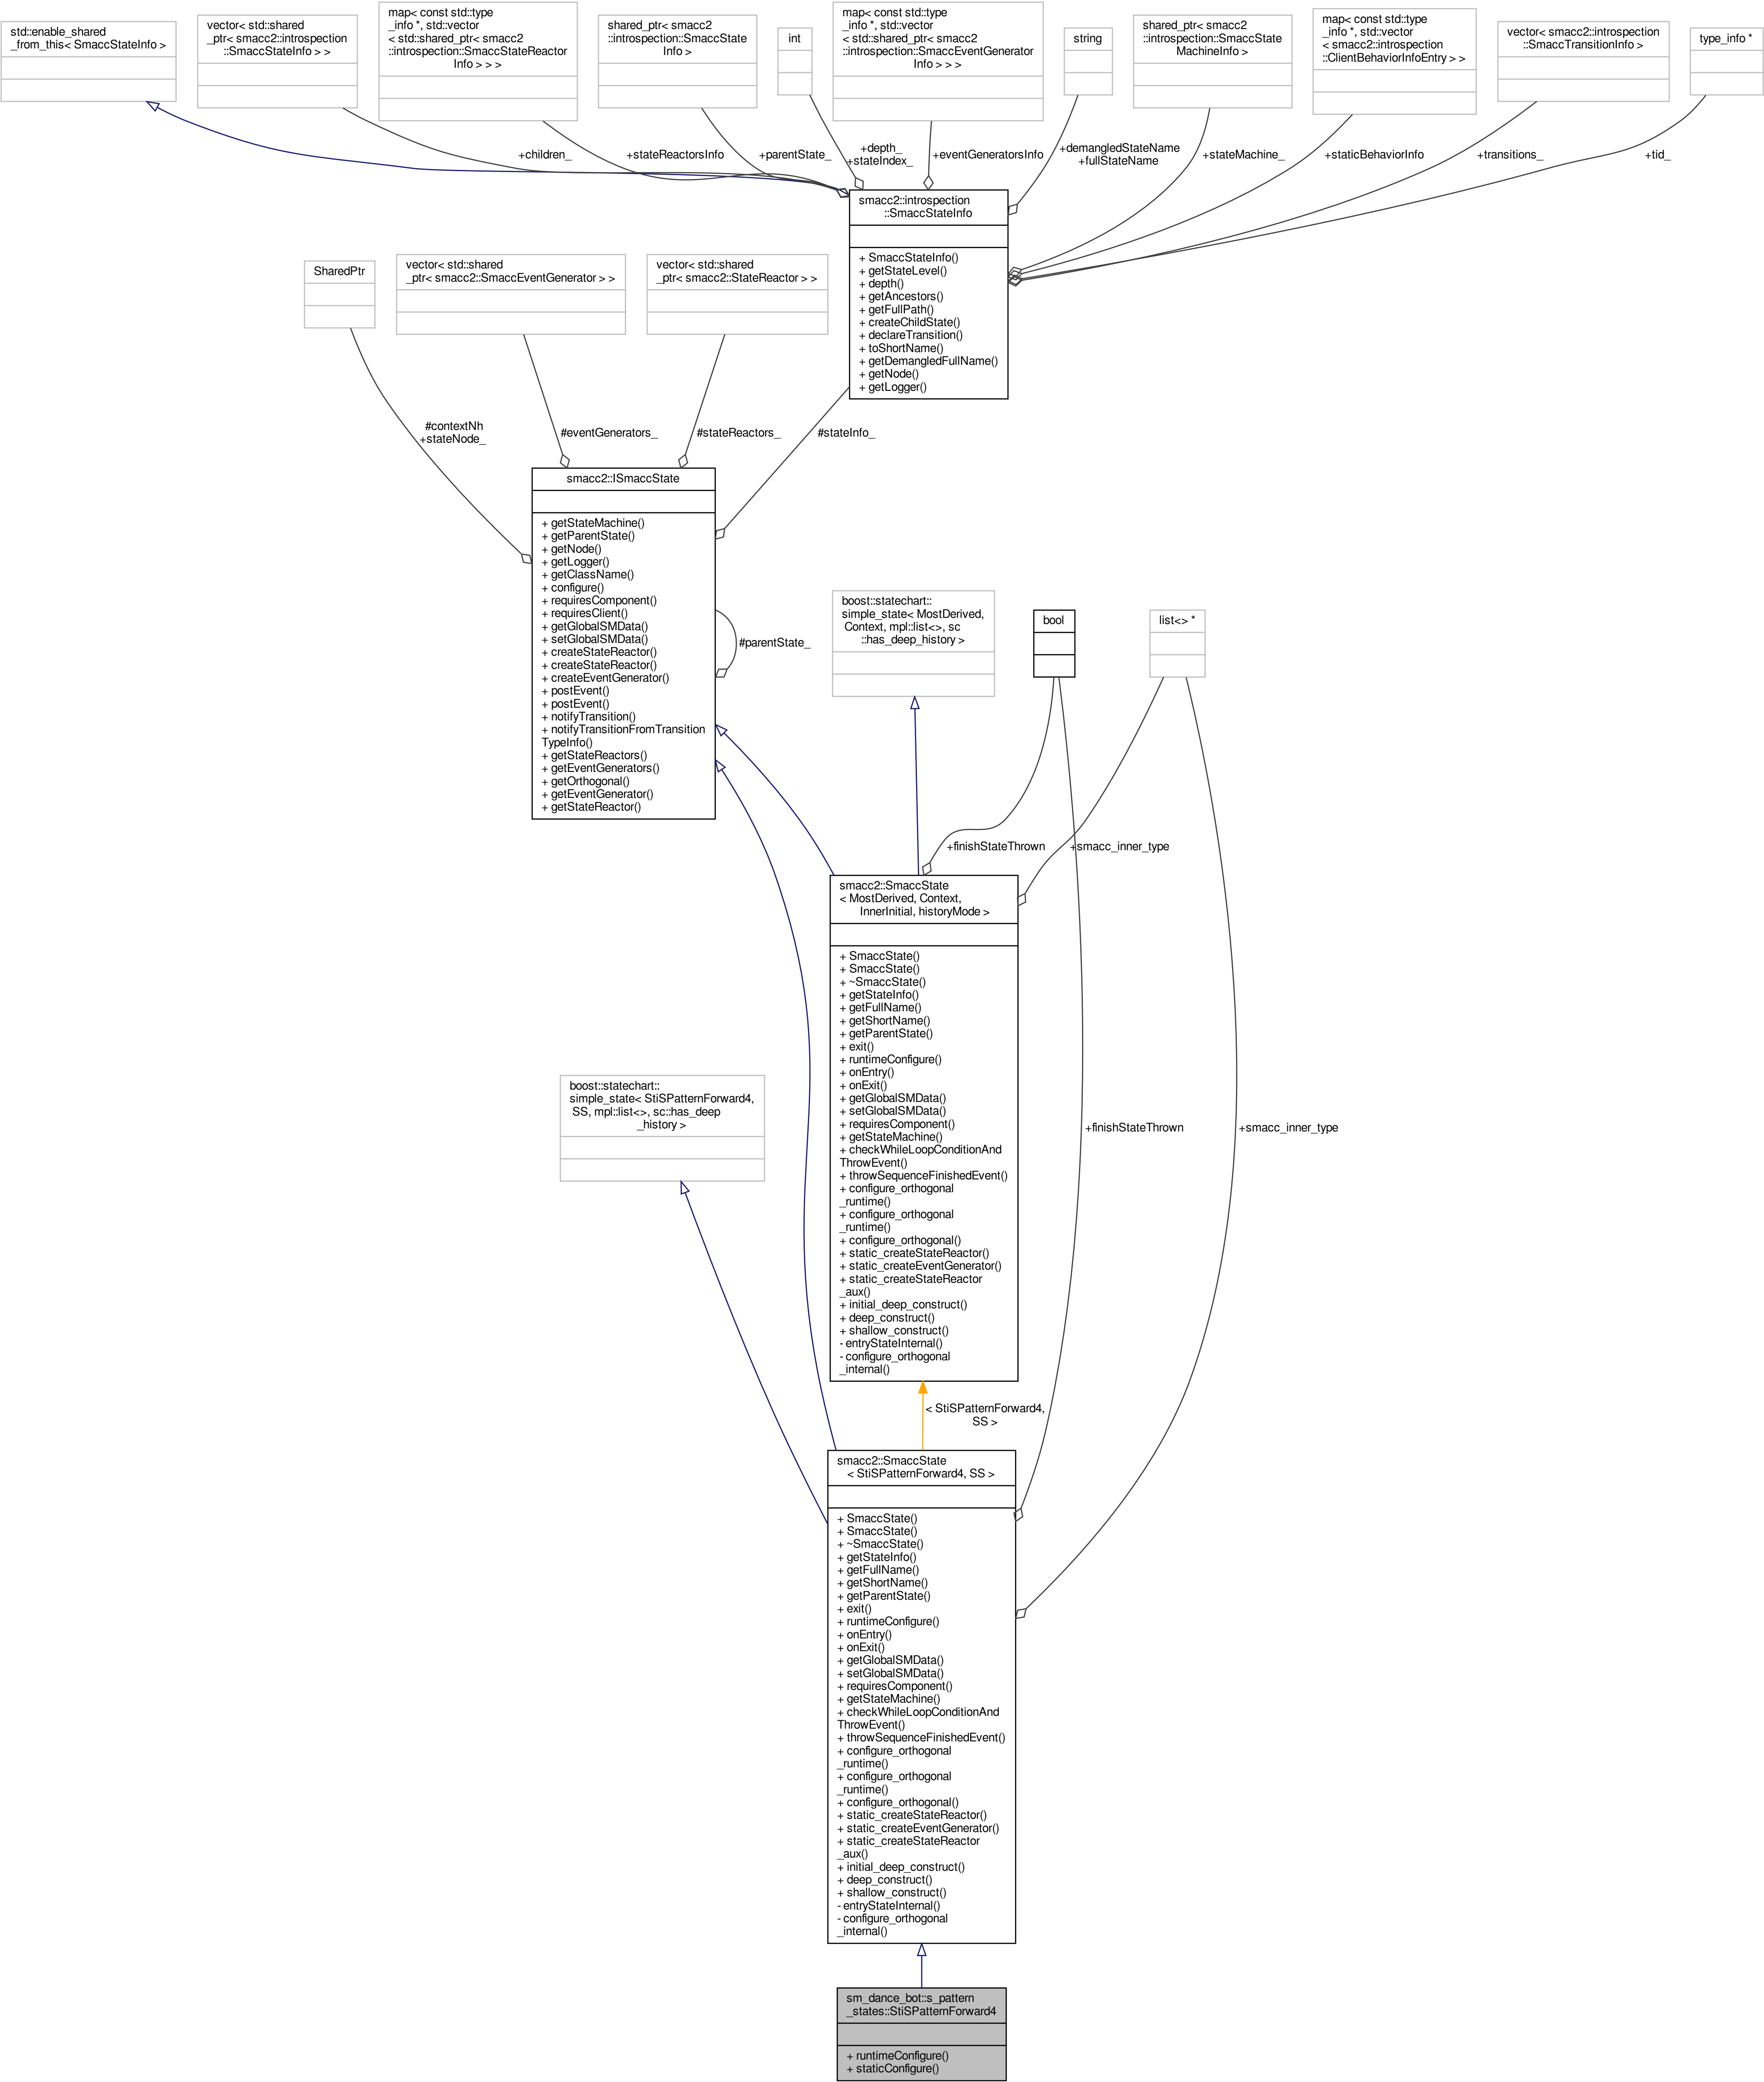 std::enable_shared
_from_this< SmaccStateInfo >
vector< std::shared
_ptr< smacc2::introspection
::SmaccStateInfo > >
map< const std::type
_info *, std::vector
< std::shared_ptr< smacc2
::introspection::SmaccStateReactor
Info > > >
shared_ptr< smacc2
::introspection::SmaccState
Info >
int
map< const std::type
_info *, std::vector
< std::shared_ptr< smacc2
::introspection::SmaccEventGenerator
Info > > >
string
shared_ptr< smacc2
::introspection::SmaccState
MachineInfo >
map< const std::type
_info *, std::vector
< smacc2::introspection
::ClientBehaviorInfoEntry > >
vector< smacc2::introspection
::SmaccTransitionInfo >
type_info *
+children_
+stateReactorsInfo
+parentState_
+depth_
+stateIndex_
+eventGeneratorsInfo
+demangledStateName
+fullStateName
+stateMachine_
+staticBehaviorInfo
+transitions_
+tid_
smacc2::introspection
::SmaccStateInfo
+ SmaccStateInfo()
+ getStateLevel()
+ depth()
+ getAncestors()
+ getFullPath()
+ createChildState()
+ declareTransition()
+ toShortName()
+ getDemangledFullName()
+ getNode()
+ getLogger()
SharedPtr
vector< std::shared
_ptr< smacc2::SmaccEventGenerator > >
vector< std::shared
_ptr< smacc2::StateReactor > >
#contextNh
+stateNode_
#eventGenerators_
#stateReactors_
#stateInfo_
smacc2::ISmaccState
+ getStateMachine()
+ getParentState()
+ getNode()
+ getLogger()
+ getClassName()
+ configure()
+ requiresComponent()
+ requiresClient()
+ getGlobalSMData()
+ setGlobalSMData()
+ createStateReactor()
+ createStateReactor()
+ createEventGenerator()
+ postEvent()
+ postEvent()
+ notifyTransition()
+ notifyTransitionFromTransition
TypeInfo()
+ getStateReactors()
+ getEventGenerators()
+ getOrthogonal()
+ getEventGenerator()
+ getStateReactor()
#parentState_
boost::statechart::
simple_state< MostDerived,
Context, mpl::list<>, sc
::has_deep_history >
bool
list<> *
+finishStateThrown
+smacc_inner_type
smacc2::SmaccState
< MostDerived, Context,
InnerInitial, historyMode >
+ SmaccState()
+ SmaccState()
+ ~SmaccState()
+ getStateInfo()
+ getFullName()
+ getShortName()
+ getParentState()
+ exit()
+ runtimeConfigure()
+ onEntry()
+ onExit()
+ getGlobalSMData()
+ setGlobalSMData()
+ requiresComponent()
+ getStateMachine()
+ checkWhileLoopConditionAnd
ThrowEvent()
+ throwSequenceFinishedEvent()
+ configure_orthogonal
_runtime()
+ configure_orthogonal
_runtime()
+ configure_orthogonal()
+ static_createStateReactor()
+ static_createEventGenerator()
+ static_createStateReactor
_aux()
+ initial_deep_construct()
+ deep_construct()
+ shallow_construct()
- entryStateInternal()
- configure_orthogonal
_internal()
boost::statechart::
simple_state< StiSPatternForward4,
SS, mpl::list<>, sc::has_deep
_history >
+finishStateThrown
+smacc_inner_type
< StiSPatternForward4,
SS >
smacc2::SmaccState
< StiSPatternForward4, SS >
+ SmaccState()
+ SmaccState()
+ ~SmaccState()
+ getStateInfo()
+ getFullName()
+ getShortName()
+ getParentState()
+ exit()
+ runtimeConfigure()
+ onEntry()
+ onExit()
+ getGlobalSMData()
+ setGlobalSMData()
+ requiresComponent()
+ getStateMachine()
+ checkWhileLoopConditionAnd
ThrowEvent()
+ throwSequenceFinishedEvent()
+ configure_orthogonal
_runtime()
+ configure_orthogonal
_runtime()
+ configure_orthogonal()
+ static_createStateReactor()
+ static_createEventGenerator()
+ static_createStateReactor
_aux()
+ initial_deep_construct()
+ deep_construct()
+ shallow_construct()
- entryStateInternal()
- configure_orthogonal
_internal()
sm_dance_bot::s_pattern
_states::StiSPatternForward4
+ runtimeConfigure()
+ staticConfigure()